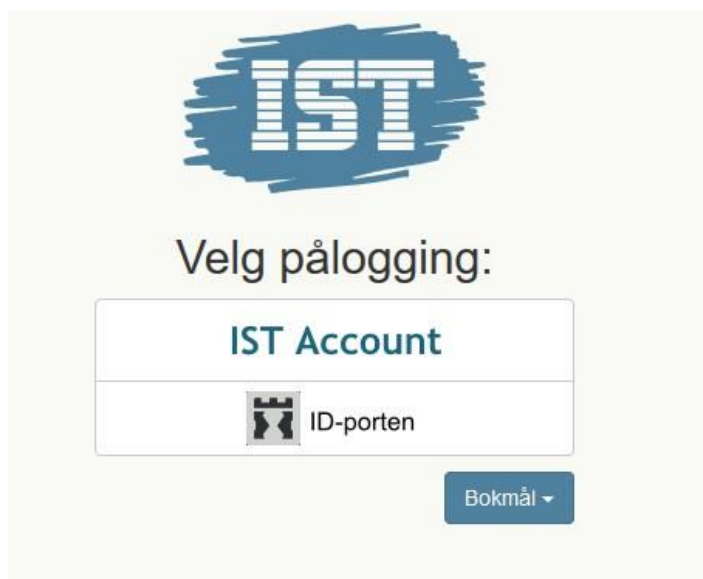 IST
Velg pålogging:
IST Account
ID-porten
Bokmål